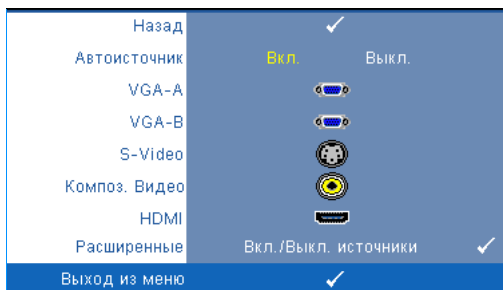 Назад
Автоисточник Вкл. Выкл.
VGA-A
VGA-B
S-Video
Композ. Видео
HDMI
Расширенные Вкл./Выкл. источники
Выход из меню